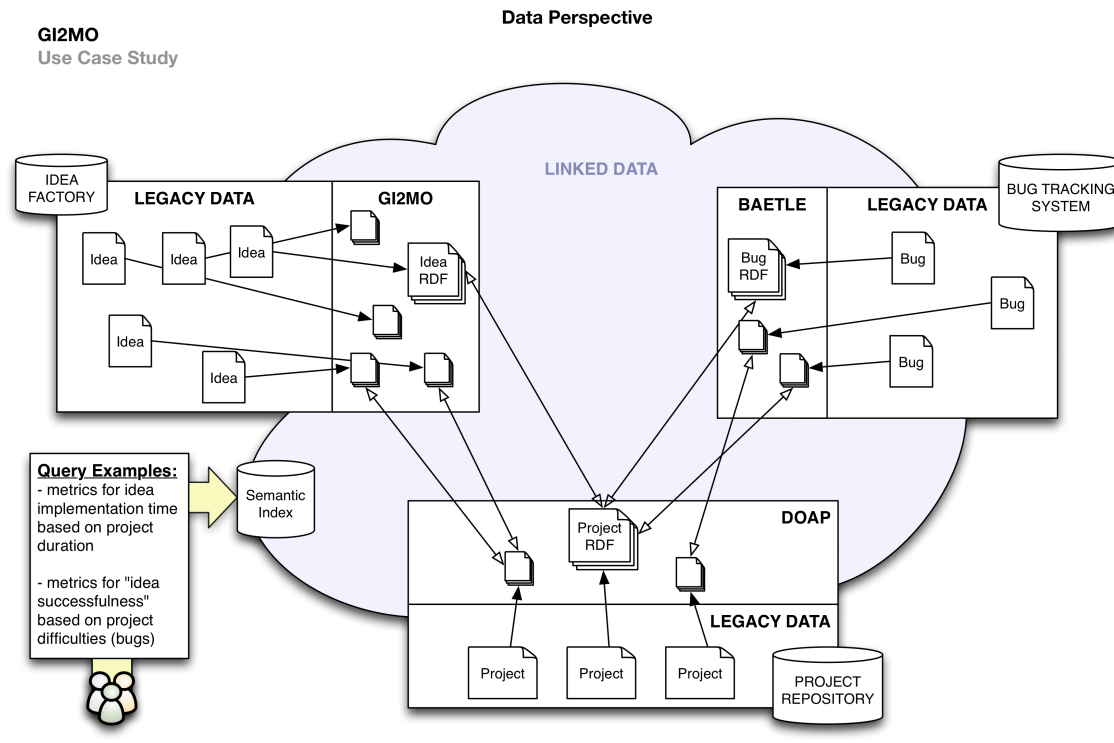 Data Perspective
GI2MO
Use Case Study
LINKED DATA
IDEA
FACTORY
LEGACY DATA
GI2MO
Idea
Idea
Idea
Idea
RDF
Idea
Idea
BAETLE
LEGACY DATA
BUG TRACKING
SYSTEM
Bug
RDF
Bug
Bug
Bug
Query Examples:
- metrics for idea
implementation time
based on project
duration
- metrics for "idea
successfulness"
based on project
difficulties (bugs)
Semantic
Index
DOAP
Project
RDF
LEGACY DATA
Project
Project
Project
PROJECT
REPOSITORY